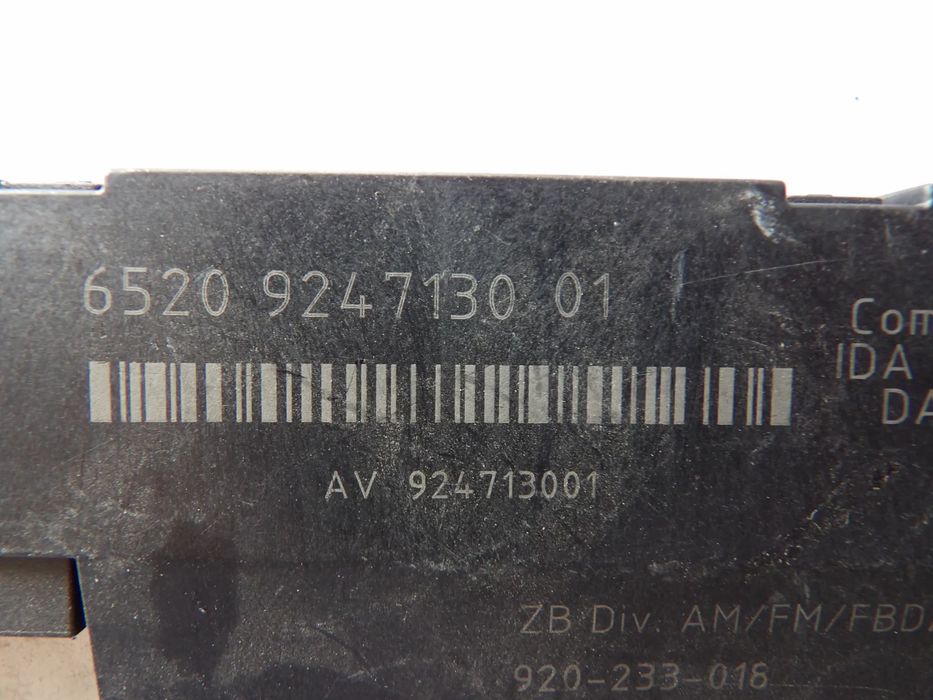 6520 9247130 01
Com
IDA
DA
AV 924713001
ZB Div. AM/FM/FBD
920-233-018